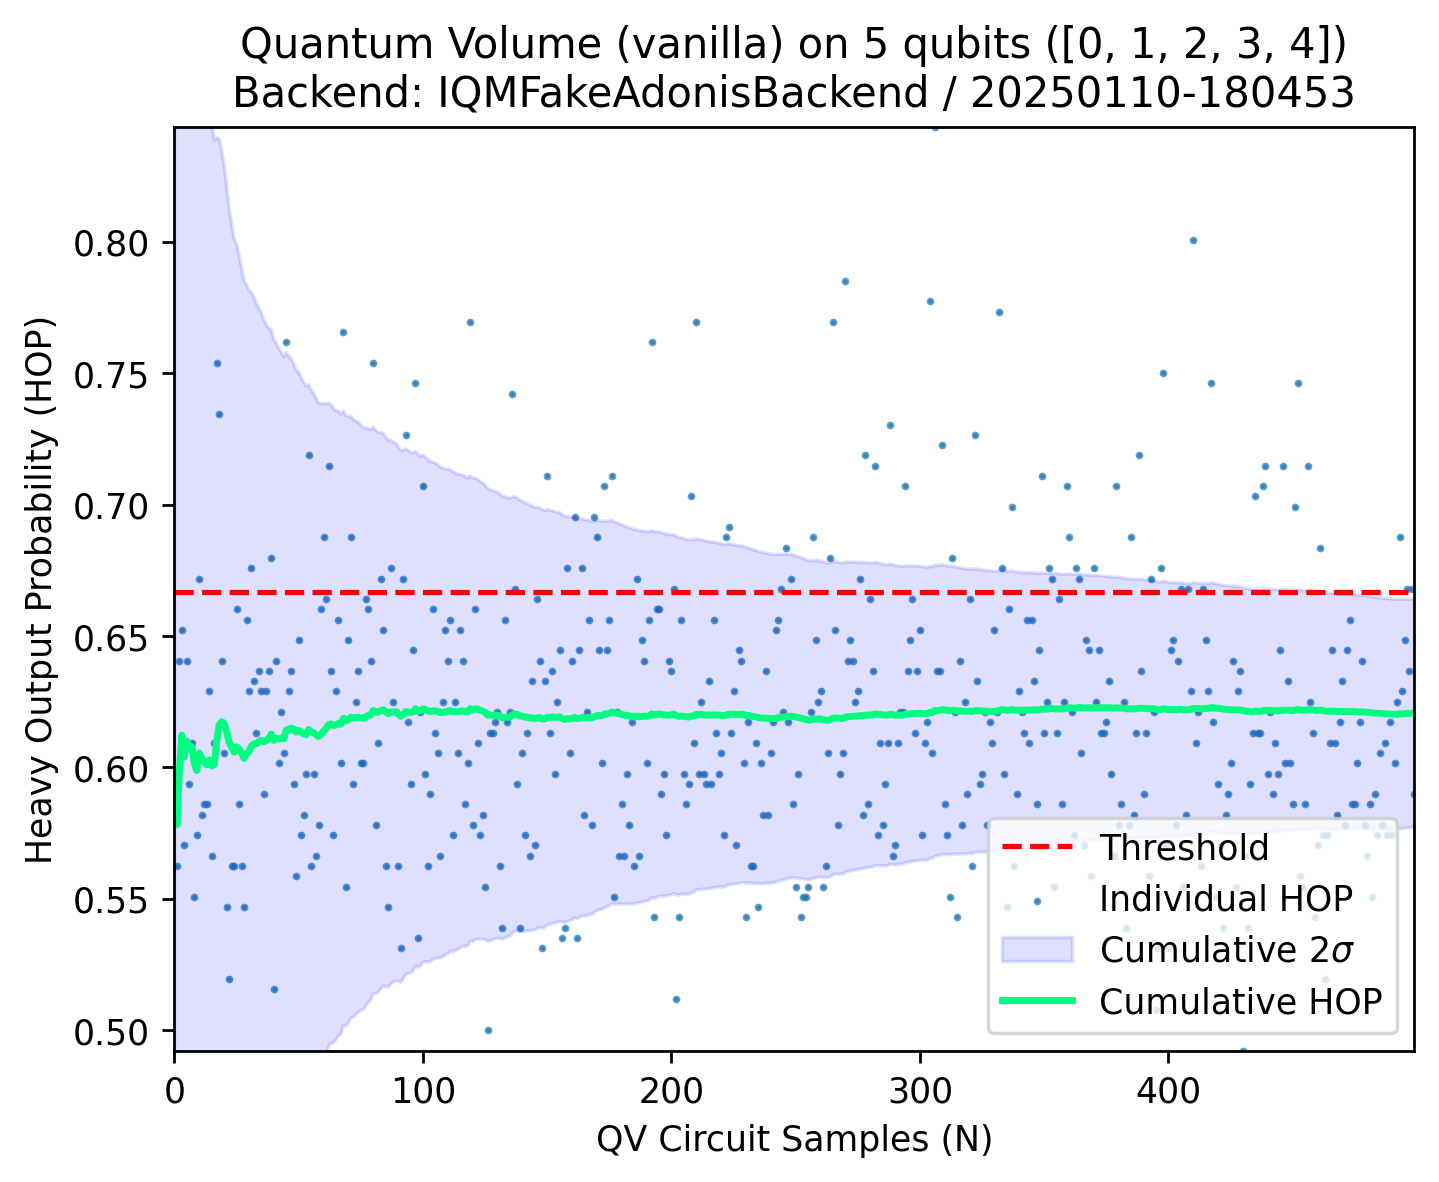 Quantum Volume (vanilla) on 5 qubits ([0, 1, 2, 3, 4])
Backend: IQMFakeAdonisBackend / 20250110-180453
Heavy Output Probability (HOP)
0.80
0.75
0.70
0.65
0.60
0.55
0.50
Threshold
Individual HOP
Cumulative 2σ
Cumulative HOP
0
100
200
300
400
QV Circuit Samples (N)